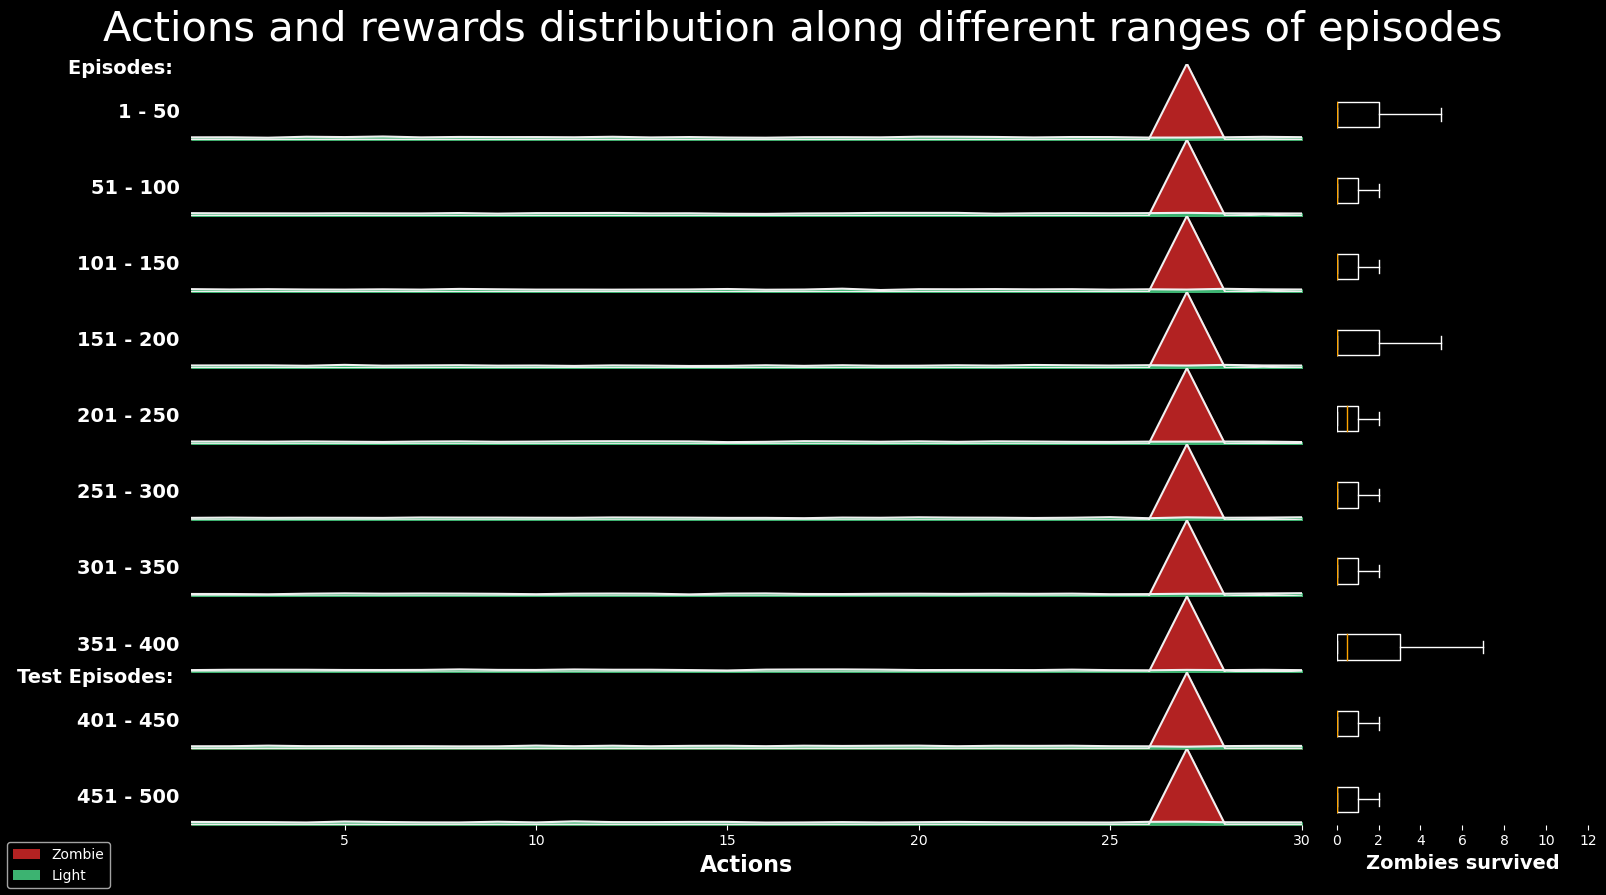 Actions and rewards distribution along different ranges of episodes
Episodes:
1 - 50
51 - 100
101 - 150
151 - 200
201 - 250
251 - 300
301 - 350
351 - 400
Test Episodes:
401 - 450
451 - 500
5 10 15 20 25 30
0 2 4 6 8 10 12
Actions
Zombies survived
Zombie
Light